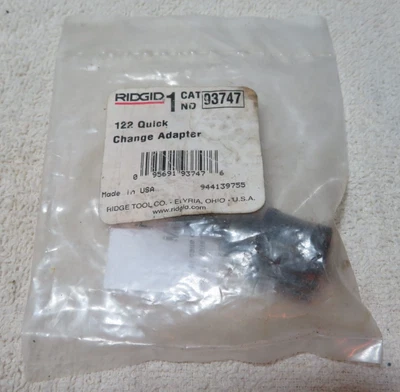 RIDGID 1 CAT NO 93747
122 Quick
Change Adapter
0 95691 93747 6
Made in USA 944139755
RIDGE TOOL CO. - ELYRIA, OHIO - U.S.A.
www.ridgid.com